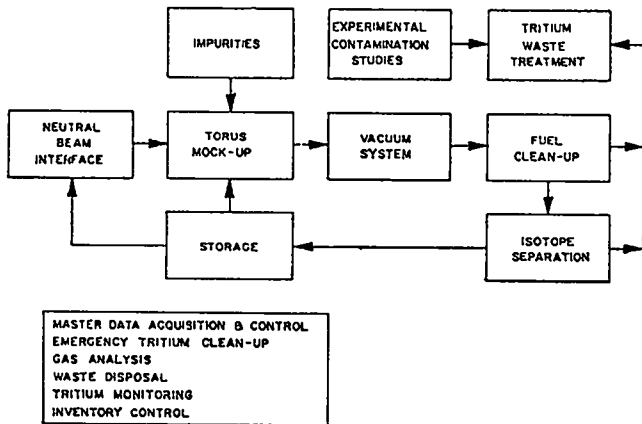 IMPURITIES
EXPERIMENTAL
CONTAMINATION
STUDIES
TRITIUM
WASTE
TREATMENT
NEUTRAL
BEAM
INTERFACE
TORUS
MOCK-UP
VACUUM
SYSTEM
FUEL
CLEAN-UP
STORAGE
ISOTOPE
SEPARATION
MASTER DATA ACQUISITION & CONTROL
EMERGENCY TRITIUM CLEAN-UP
GAS ANALYSIS
WASTE DISPOSAL
TRITIUM MONITORING
INVENTORY CONTROL